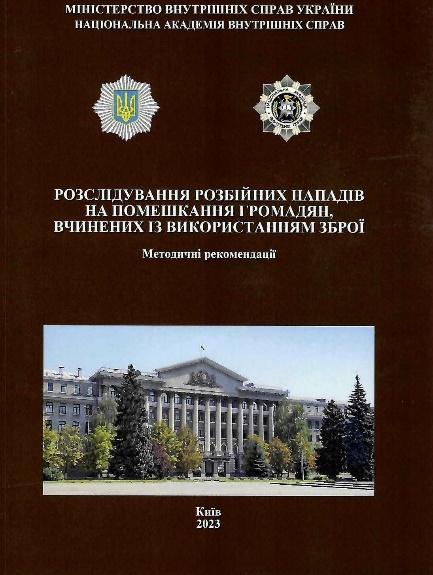 МІНІСТЕРСТВО ВНУТРІШНІХ СПРАВ УКРАЇНИ
НАЦІОНАЛЬНА АКАДЕМІЯ ВНУТРІШНІХ СПРАВ
РОЗСЛІДУВАННЯ РОЗБІЙНИХ НАПАДІВ
НА ПОМЕШКАННЯ ГРОМАДЯН,
ВЧИНЕНИХ ІЗ ВИКОРИСТАННЯМ ЗБРОЇ
Методичні рекомендації
Київ
2023